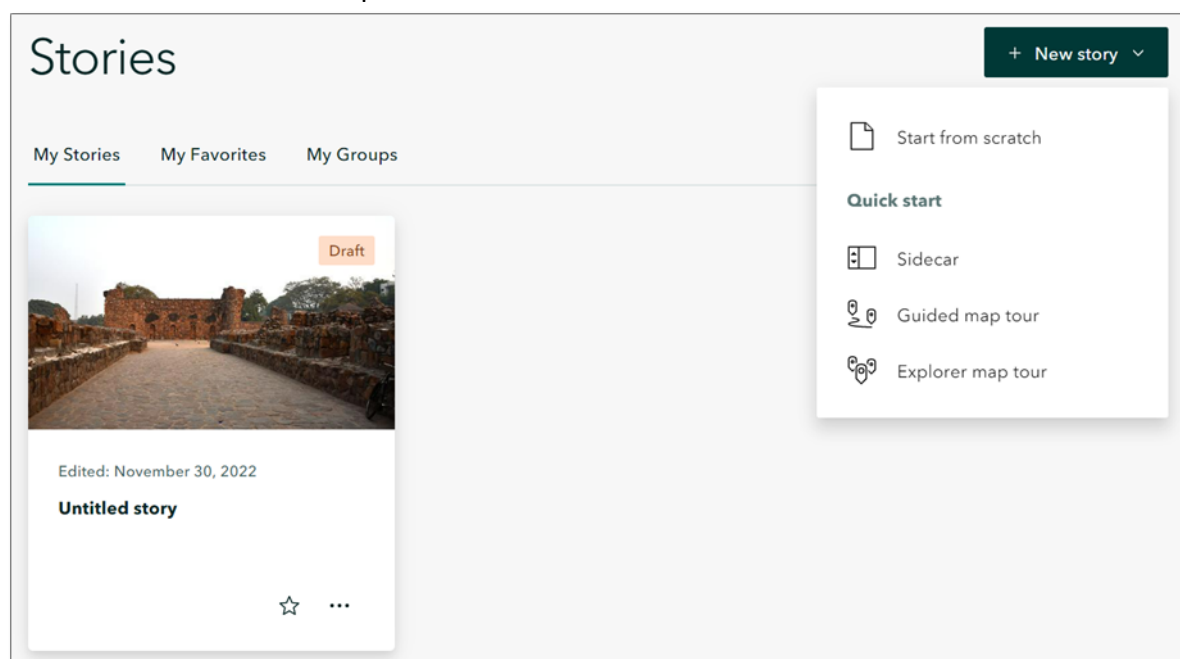 Stories
+ New story
My Stories My Favorites My Groups
Start from scratch
Quick start
Sidecar
Guided map tour
Explorer map tour
Draft
Edited: November 30, 2022
Untitled story